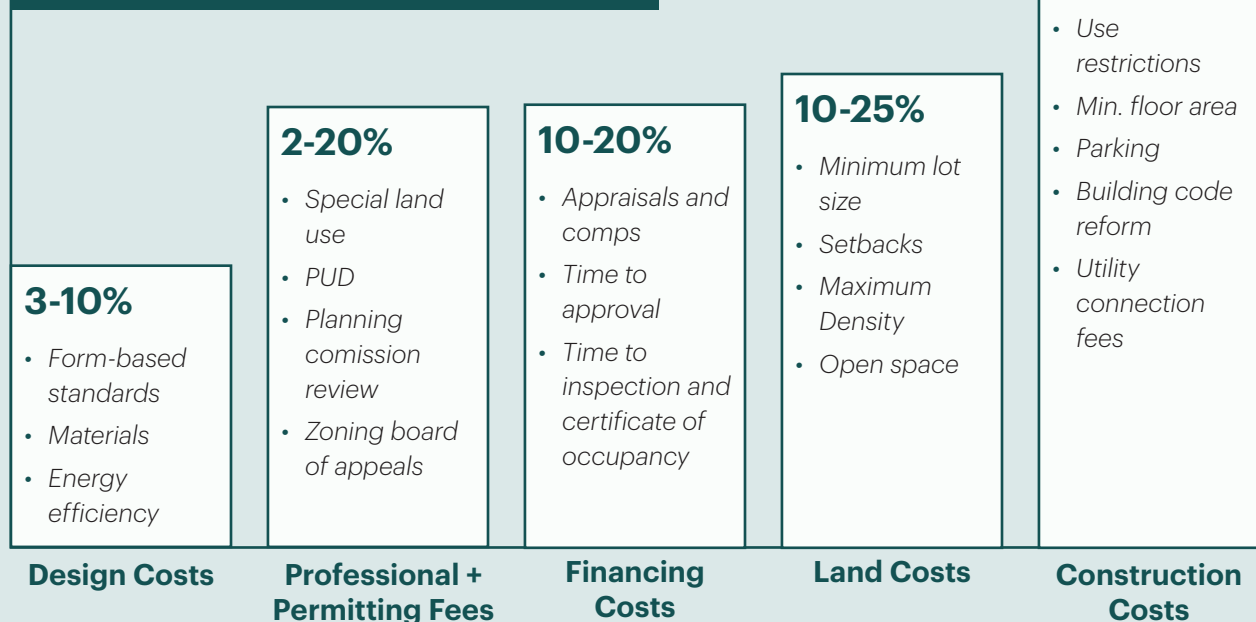 3-10%
• Form-based
standards
• Materials
• Energy
efficiency
Design Costs
2-20%
• Special land
use
• PUD
• Planning
comission
review
• Zoning board
of appeals
Professional +
Permitting Fees
10-20%
• Appraisals and
comps
• Time to
approval
• Time to
inspection and
certificate of
occupancy
Financing
Costs
10-25%
• Minimum lot
size
• Setbacks
• Maximum
Density
• Open space
Land Costs
• Use
restrictions
• Min. floor area
• Parking
• Building code
reform
• Utility
connection
fees
Construction
Costs